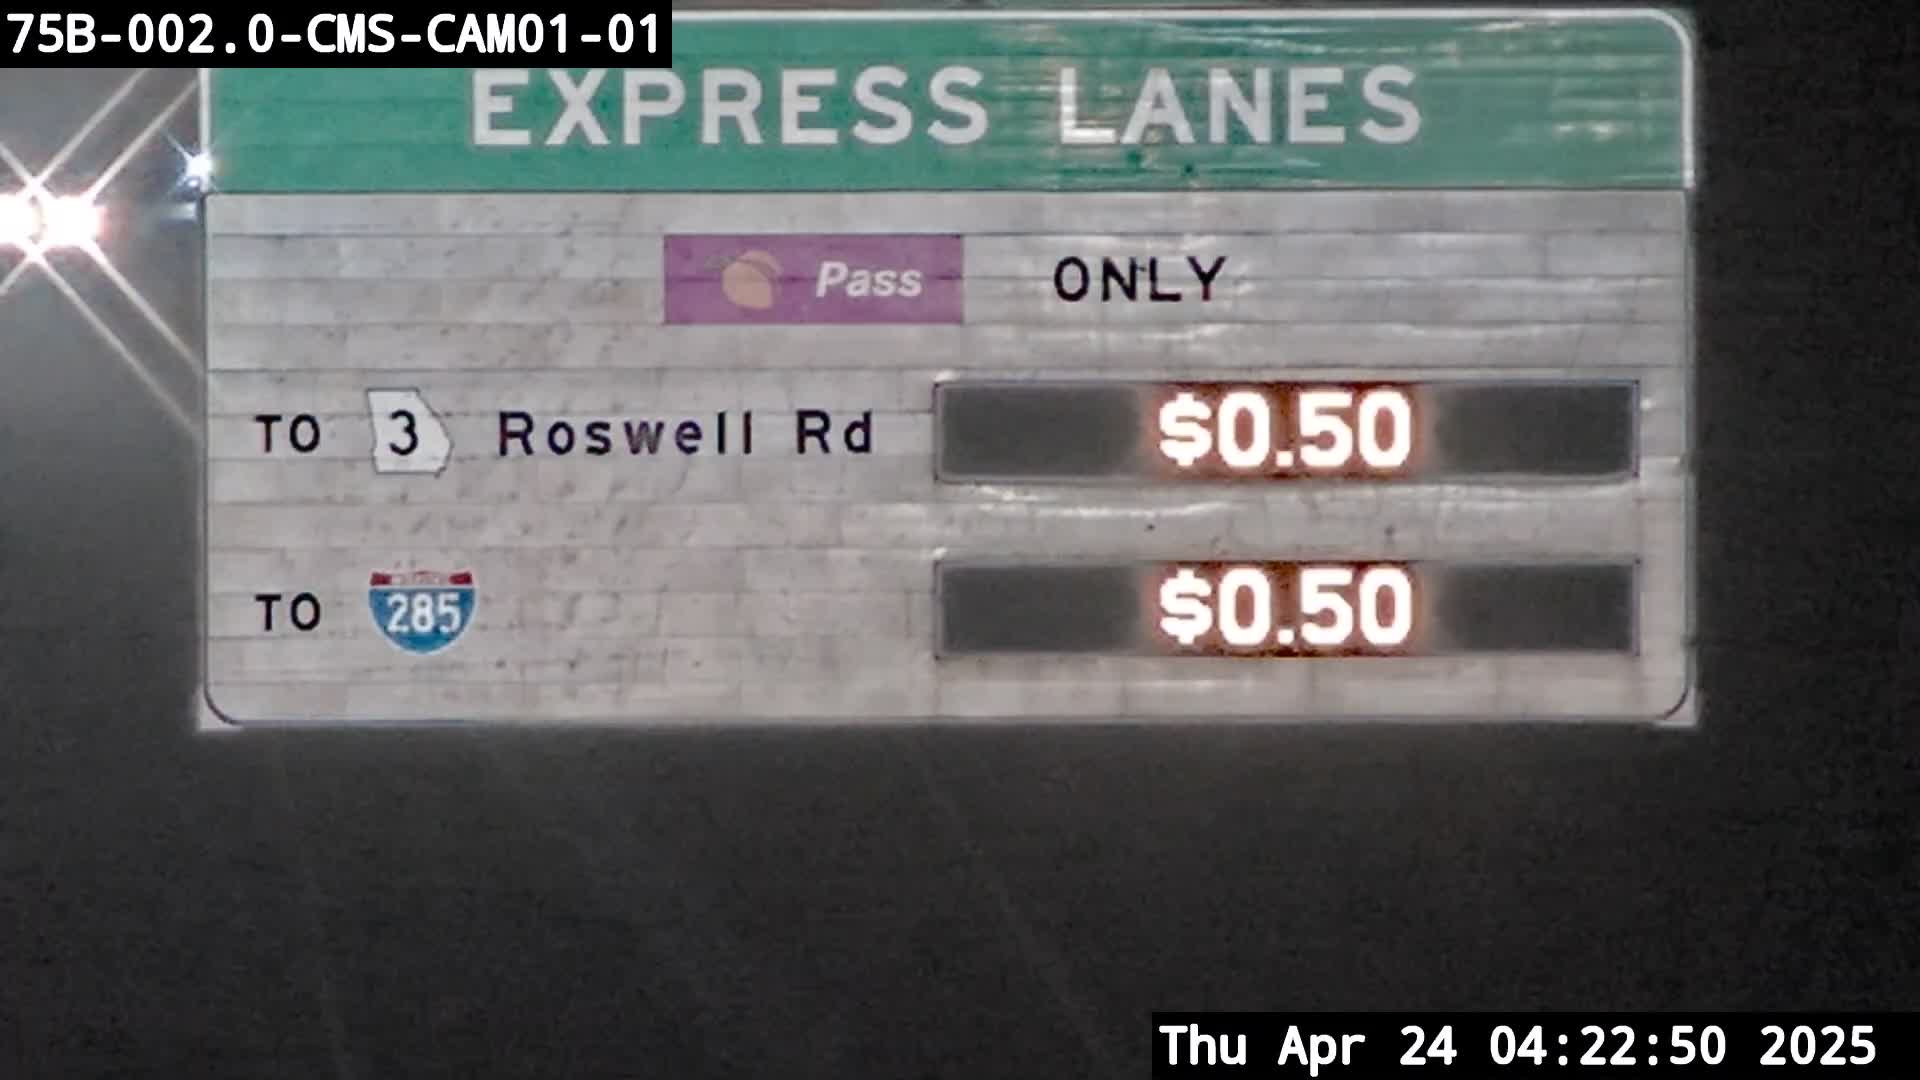 75B-002.0-CMS-CAM01-01
EXPRESS LANES
Pass ONLY
TO 3 Roswell Rd $0.50
TO 285 $0.50
Thu Apr 24 04:22:50 2025